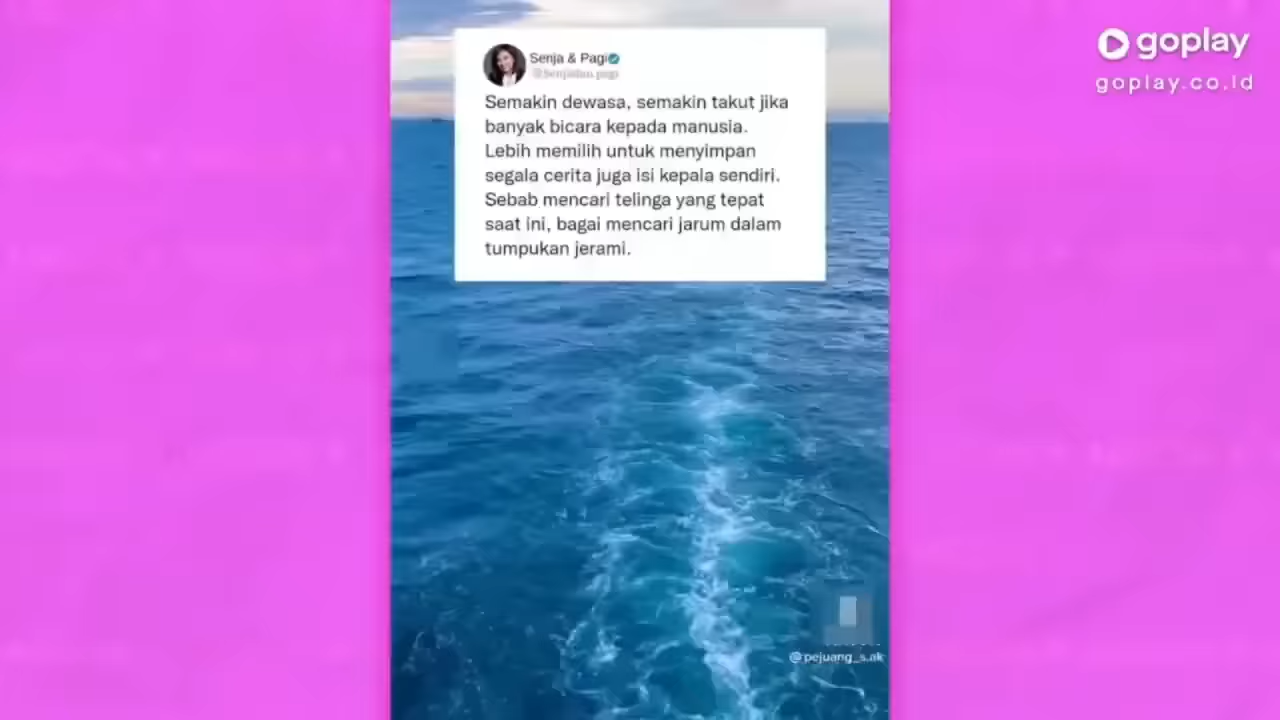 goplay
goplay.co.id
Senja & Pagi
Semakin dewasa, semakin takut jika
banyak bicara kepada manusia.
Lebih memilih untuk menyimpan
segala cerita juga isi kepala sendiri.
Sebab mencari telinga yang tepat
saat ini, bagai mencari jarum dalam
tumpukan jerami.
@pejuang_s.ak